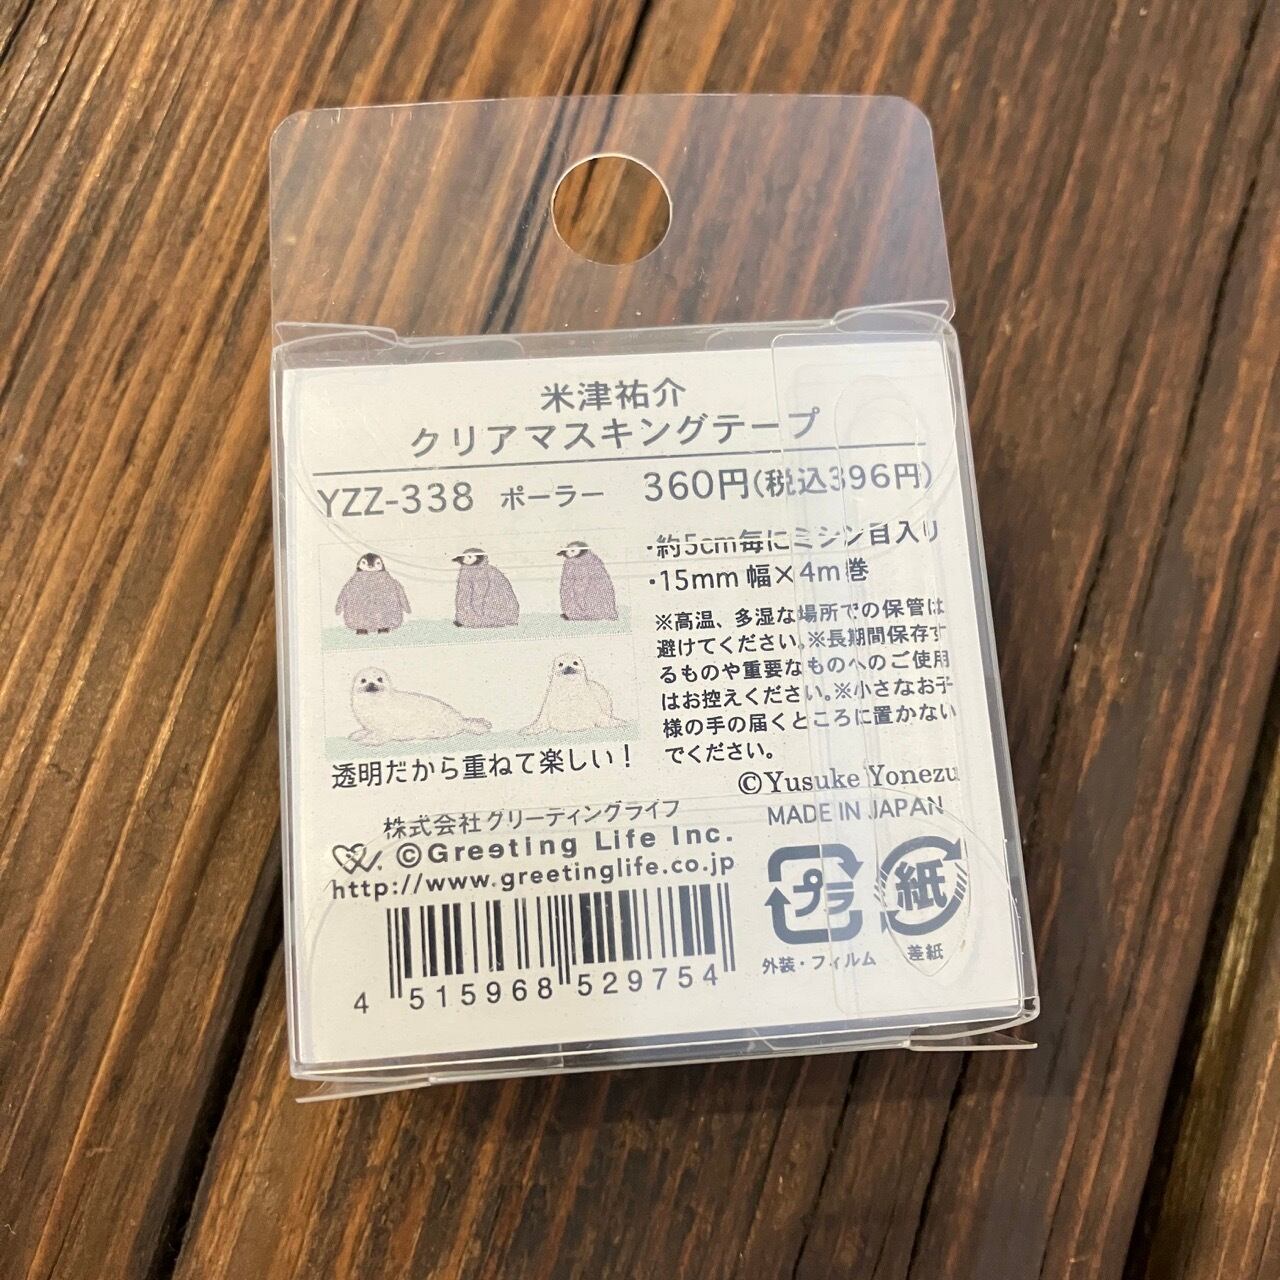 米津祐介
クリアマスキングテープ
YZZ-338 ポーラー 360円(税込396円)
・約5cm毎にミシン目入り
・15mm 幅×4m巻
※高温、多湿な場所での保管は
避けてください。※長期間保存す
るものや重要なものへのご使用
はお控えください。※小さなお子
様の手の届くところに置かない
でください。
透明だから重ねて楽しい！
©Yusuke Yonezu
MADE IN JAPAN
株式会社グリーティングライフ
©Greeting Life Inc.
http://www.greetinglife.co.jp
4 515968 529754
プラ
外装・フィルム
紙
差紙